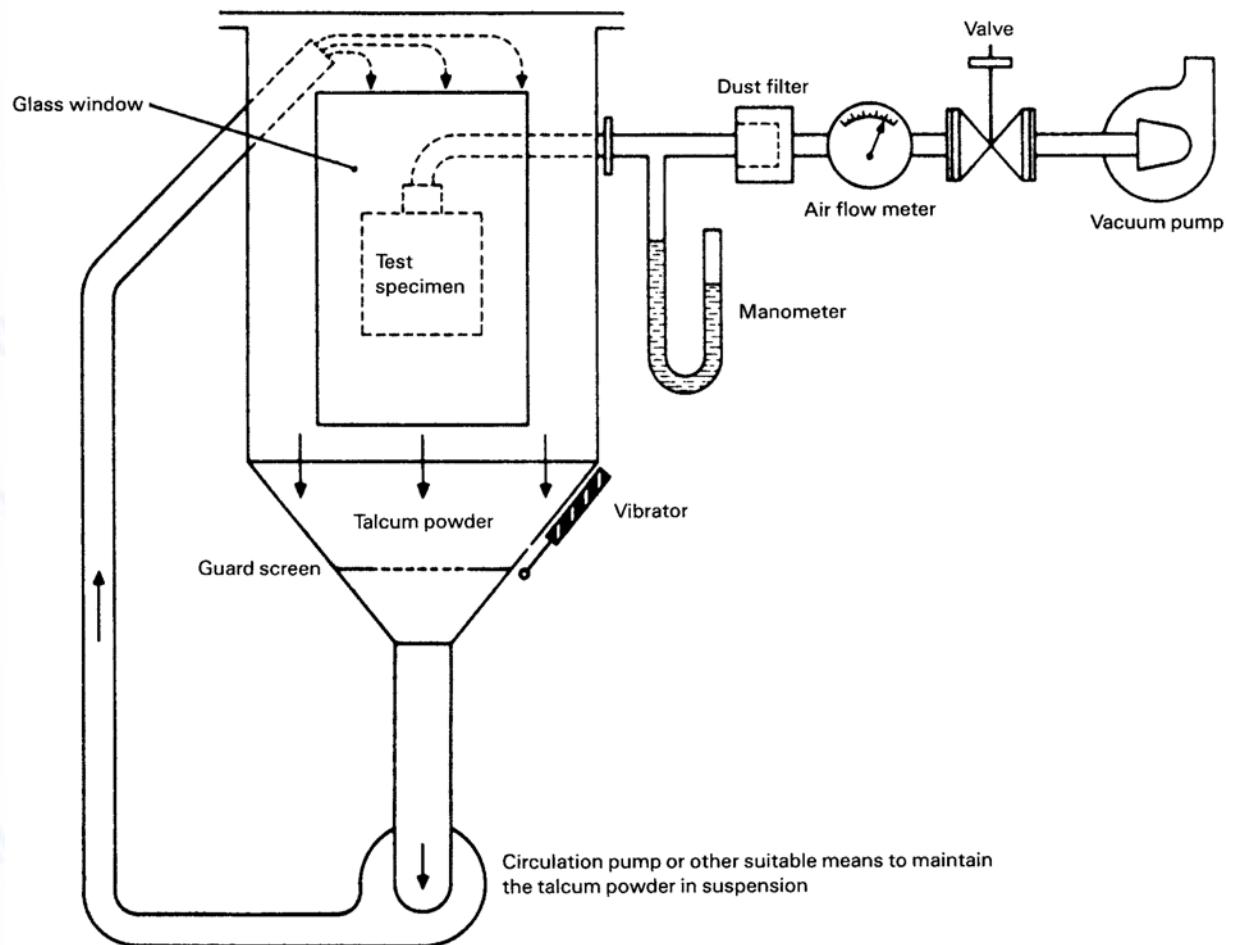 Valve
Dust filter
Glass window
Air flow meter
Vacuum pump
Test
specimen
Manometer
Talcum powder
Vibrator
Guard screen
Circulation pump or other suitable means to maintain
the talcum powder in suspension